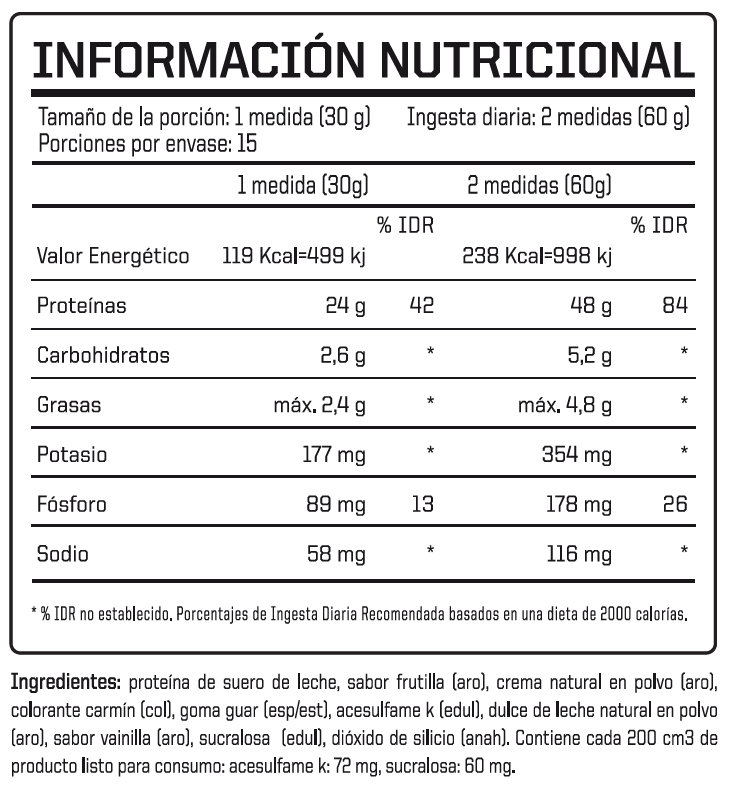 INFORMACIÓN NUTRICIONAL
Tamaño de la porción: 1 medida (30 g) Ingesta diaria: 2 medidas (60 g)
Porciones por envase: 15
1 medida (30g) 2 medidas (60g)
% IDR % IDR
Valor Energético 119 Kcal=499 kj 238 Kcal=998 kj
Proteínas 24 g 42 48 g 84
Carbohidratos 2,6 g * 5,2 g *
Grasas máx. 2,4 g * máx. 4,8 g *
Potasio 177 mg * 354 mg *
Fósforo 89 mg 13 178 mg 26
Sodio 58 mg * 116 mg *
* % IDR no establecido. Porcentajes de Ingesta Diaria Recomendada basados en una dieta de 2000 calorías.
Ingredientes: proteína de suero de leche, sabor frutilla (aro), crema natural en polvo (aro),
colorante carmín (col), goma guar (esp/est), acesulfame k (edul), dulce de leche natural en polvo
(aro), sabor vainilla (aro), sucralosa (edul), dióxido de silicio (anah). Contiene cada 200 cm3 de
producto listo para consumo: acesulfame k: 72 mg, sucralosa: 60 mg.